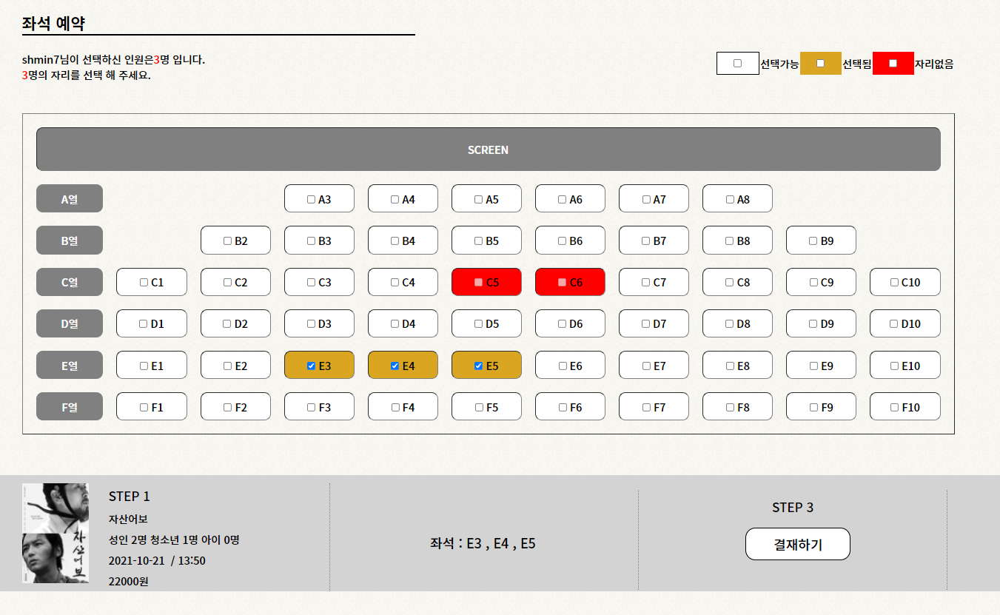 좌석 예약
shmin7님이 선택하신 인원은3명 입니다.
3명의 자리를 선택 해 주세요.
선택가능 선택됨 자리없음
SCREEN
A열 A3 A4 A5 A6 A7 A8
B열 B2 B3 B4 B5 B6 B7 B8 B9
C열 C1 C2 C3 C4 C5 C6 C7 C8 C9 C10
D열 D1 D2 D3 D4 D5 D6 D7 D8 D9 D10
E열 E1 E2 E3 E4 E5 E6 E7 E8 E9 E10
F열 F1 F2 F3 F4 F5 F6 F7 F8 F9 F10
자산어보
STEP 1
자산어보
성인 2명 청소년 1명 아이 0명
2021-10-21 / 13:50
22000원
좌석 : E3 , E4 , E5
STEP 3
결재하기